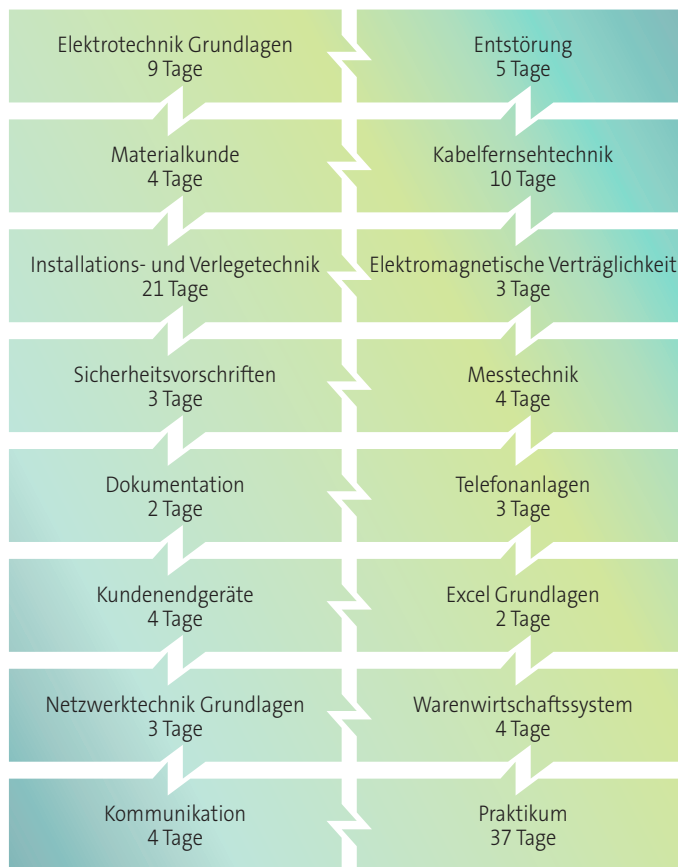 Elektrotechnik Grundlagen
9 Tage
Entstörung
5 Tage
Materialkunde
4 Tage
Kabelfernsehtechnik
10 Tage
Installations- und Verlegetechnik
21 Tage
Elektromagnetische Verträglichkeit
3 Tage
Sicherheitsvorschriften
3 Tage
Messtechnik
4 Tage
Dokumentation
2 Tage
Telefonanlagen
3 Tage
Kundenendgeräte
4 Tage
Excel Grundlagen
2 Tage
Netzwerktechnik Grundlagen
3 Tage
Warenwirtschaftssystem
4 Tage
Kommunikation
4 Tage
Praktikum
37 Tage